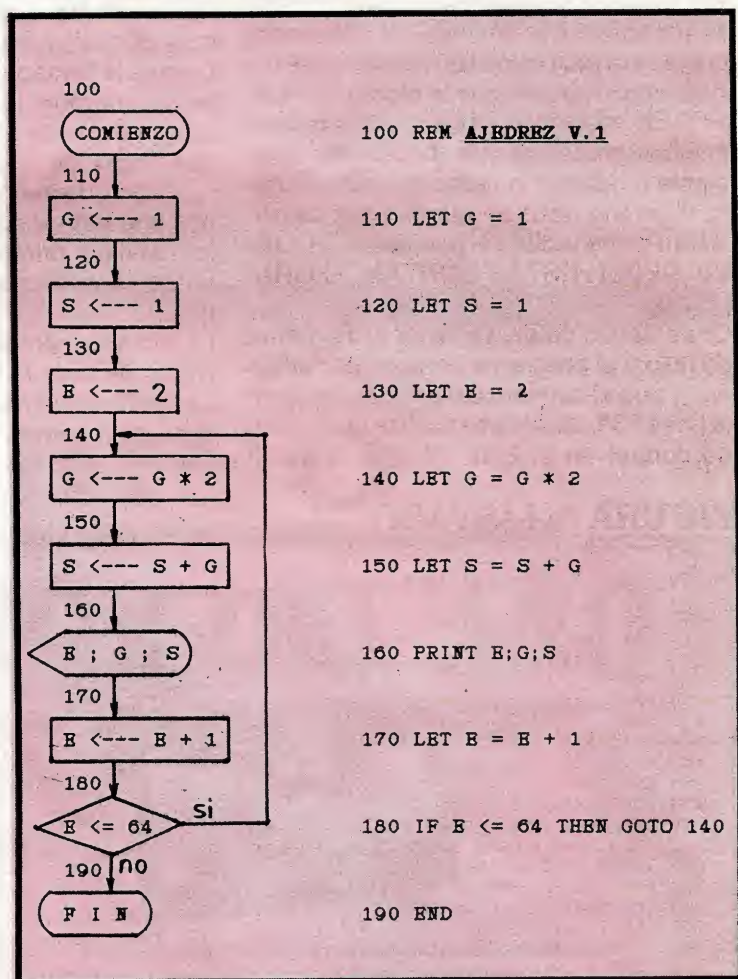 100
COMIENZO 100 REM AJEDREZ V.1
110
G <--- 1 110 LET G = 1
120
S <--- 1 120 LET S = 1
130
E <--- 2 130 LET E = 2
140
G <--- G * 2 140 LET G = G * 2
150
S <--- S + G 150 LET S = S + G
160
E ; G ; S 160 PRINT E;G;S
170
E <--- E + 1 170 LET E = E + 1
180
E <= 64 si 180 IF E <= 64 THEN GOTO 140
190 no
F I N 190 END